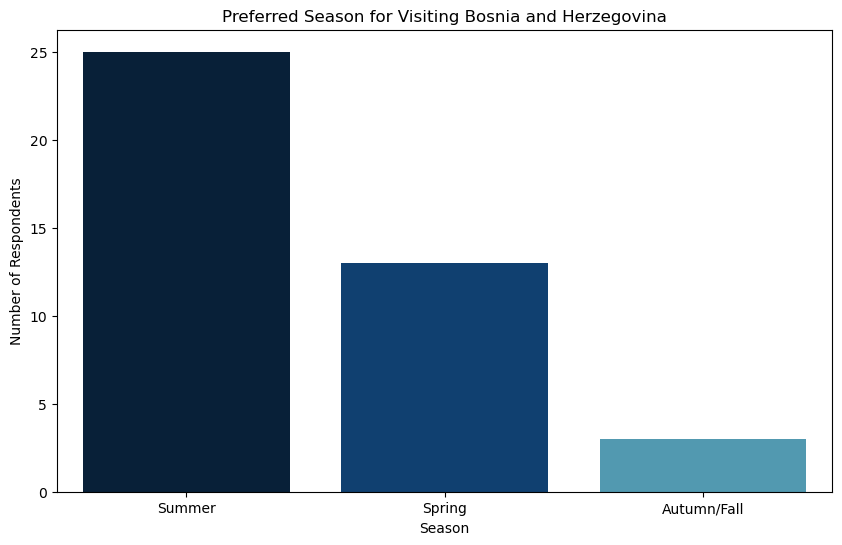 Preferred Season for Visiting Bosnia and Herzegovina
Number of Respondents
25
20
15
10
5
0
Summer
Spring
Autumn/Fall
Season